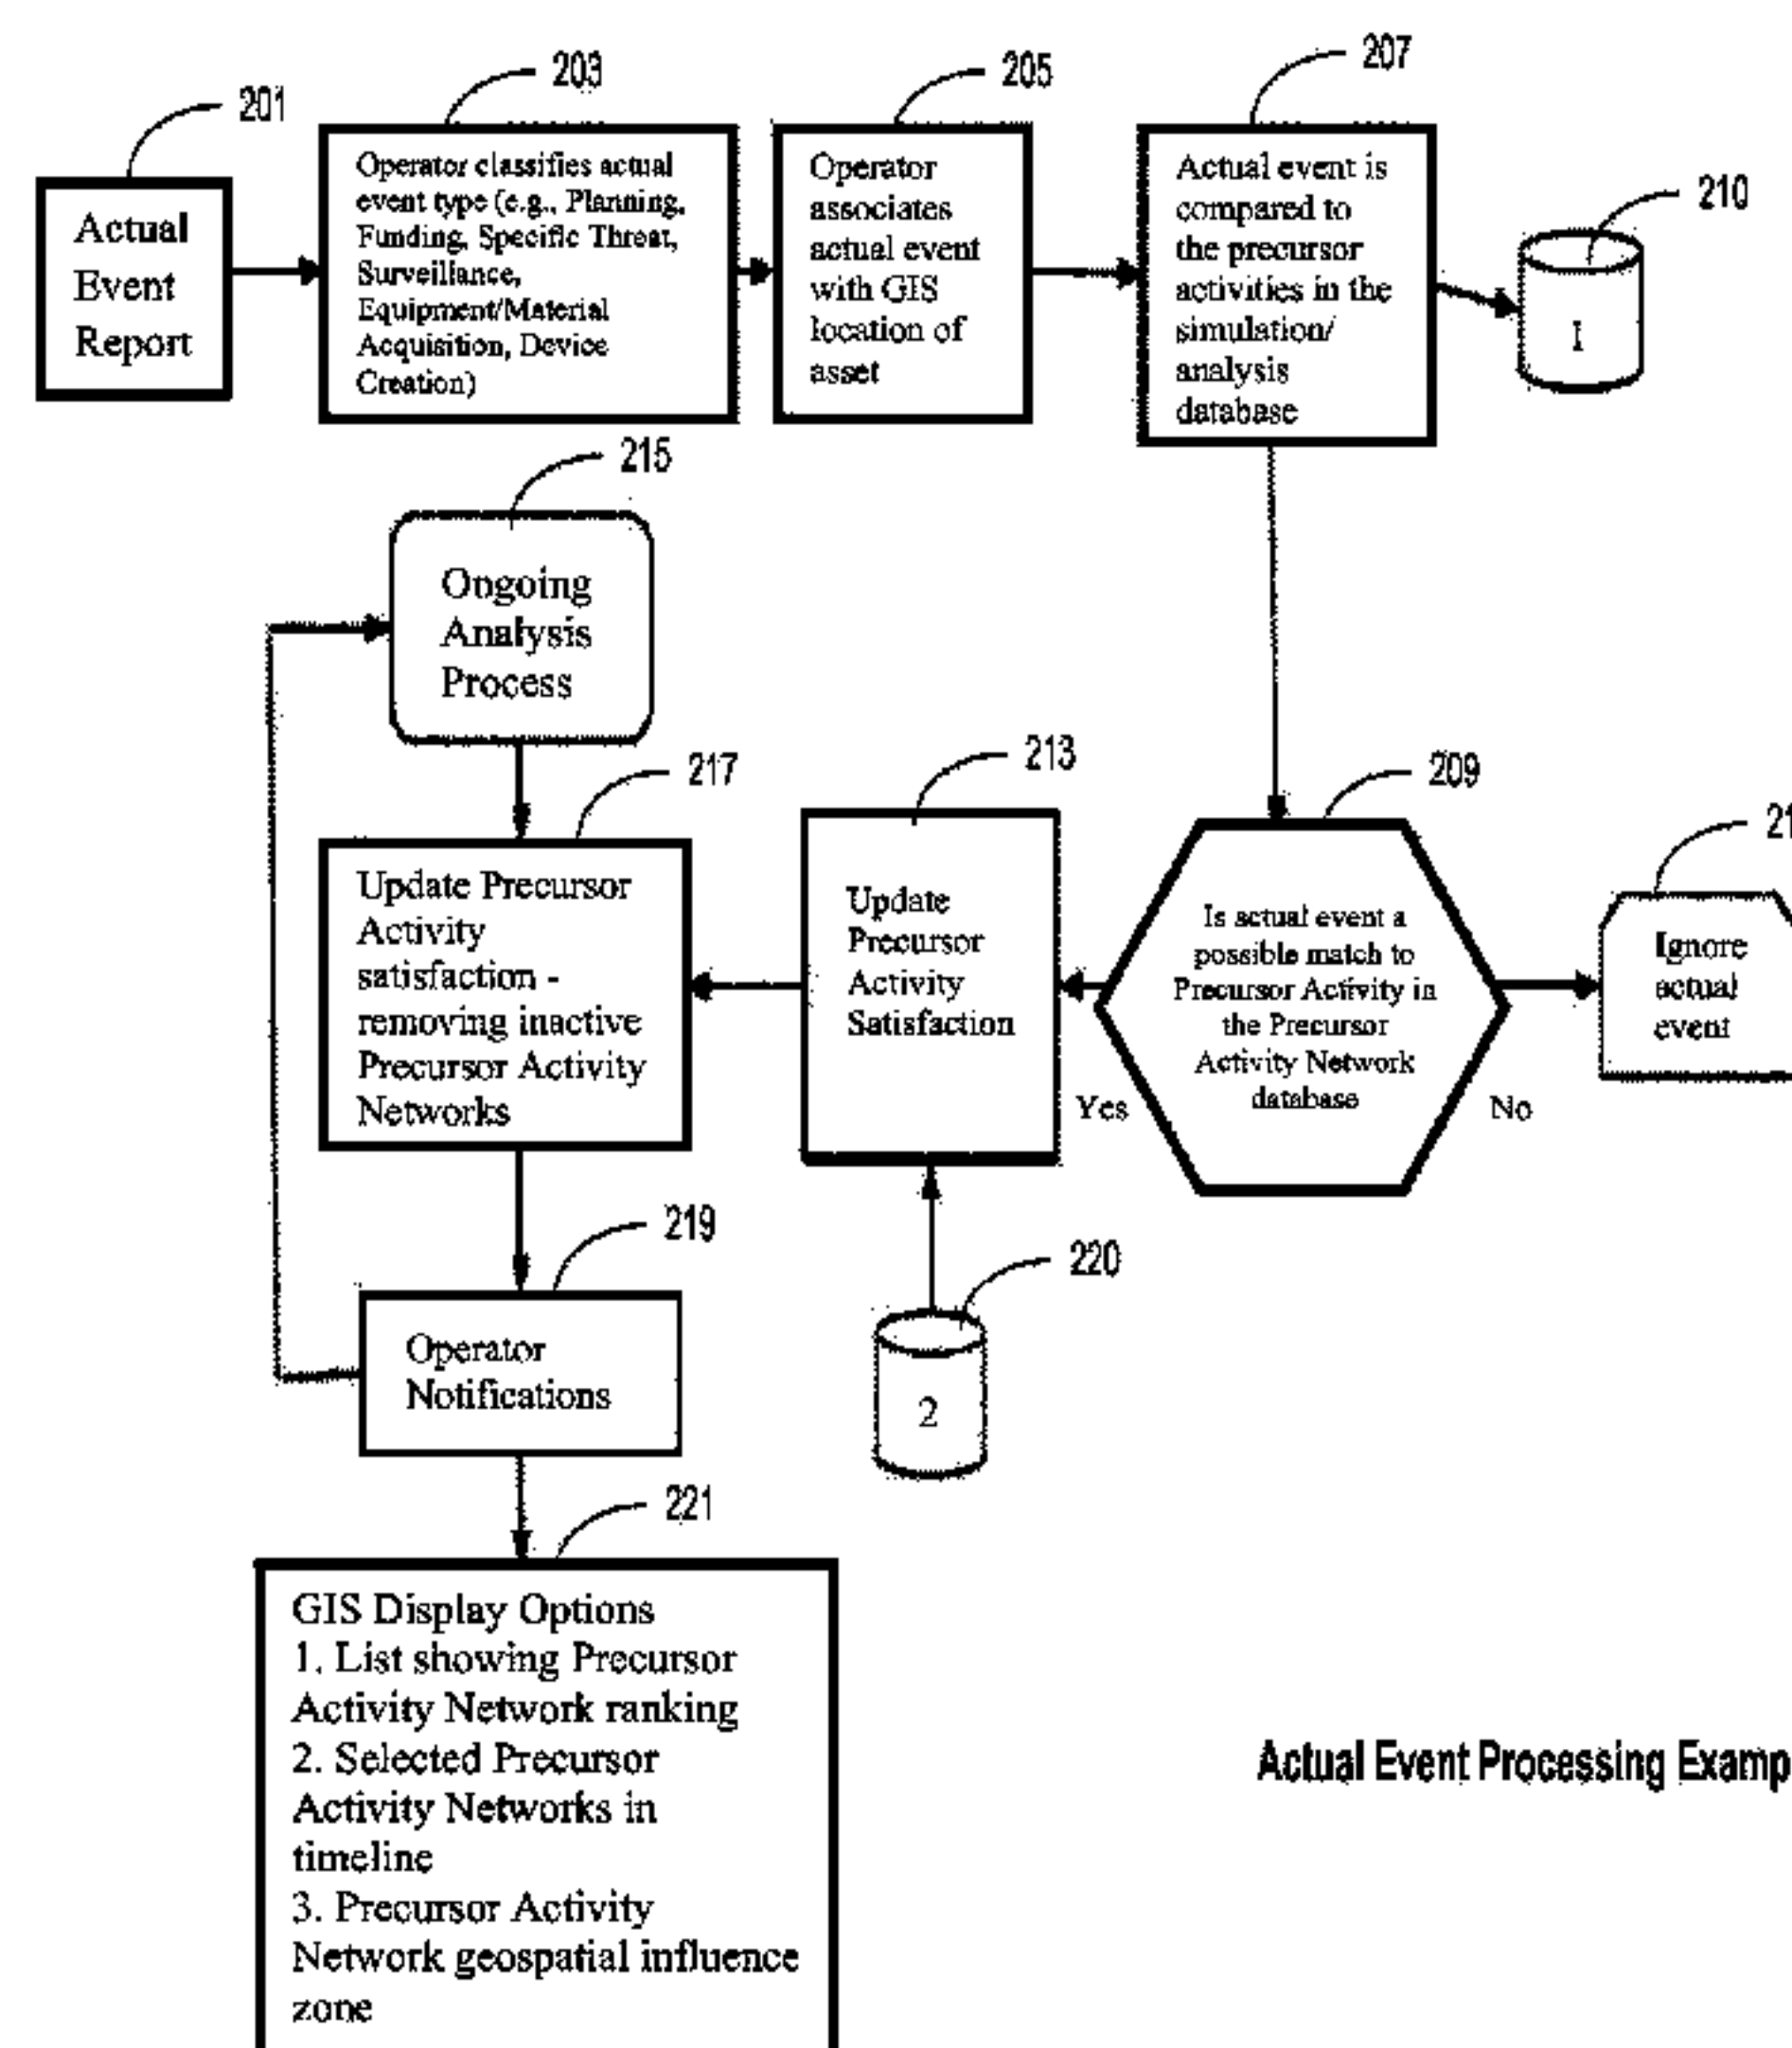 201
Actual
Event
Report
203
Operator classifies actual
event type (e.g., Planning,
Funding, Specific Threat,
Surveillance,
Equipment/Material
Acquisition, Device
Creation)
205
Operator
associates
actual event
with GIS
location of
asset
207
Actual event is
compared to
the precursor
activities in the
simulation/
analysis
database
210
1
215
Ongoing
Analysis
Process
217
Update Precursor
Activity
satisfaction -
removing inactive
Precursor Activity
Networks
213
Update
Precursor
Activity
Satisfaction
209
Is actual event a
possible match to
Precursor Activity in
the Precursor
Activity Network
database
Yes
No
Ignore
actual
event
219
Operator
Notifications
220
2
221
GIS Display Options
1. List showing Precursor
Activity Network ranking
2. Selected Precursor
Activity Networks in
timeline
3. Precursor Activity
Network geospatial influence
zone
Actual Event Processing Examp